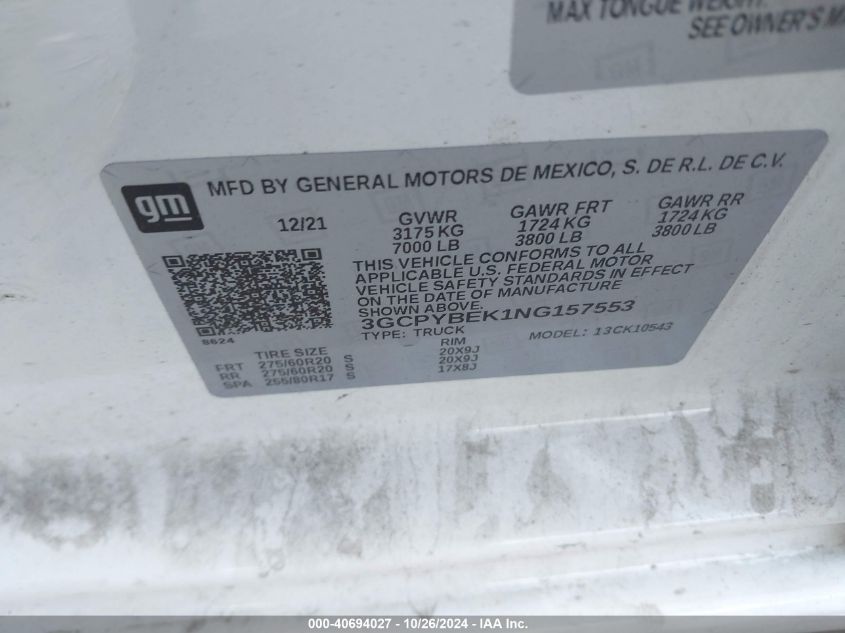 MAX TONGUE WEIGHT:
SEE OWNER'S
gm
MFD BY GENERAL MOTORS DE MEXICO, S. DE R.L. DE C.V.
12/21 GVWR GAWR FRT GAWR RR
3175 KG 1724 KG 1724 KG
7000 LB 3800 LB 3800 LB
THIS VEHICLE CONFORMS TO ALL
APPLICABLE U.S. FEDERAL MOTOR
VEHICLE SAFETY STANDARDS IN EFFECT
ON THE DATE OF MANUFACTURE
SHOWN ABOVE.
3GCPYBEK1NG157553
8624
TYPE: TRUCK MODEL: 13CK10543
TIRE SIZE RIM
FRT 275/60R20 S 20X9J
RR 275/60R20 S 20X9J
SPA 255/80R17 S 17X8J
000-40694027 - 10/26/2024 - IAA Inc.